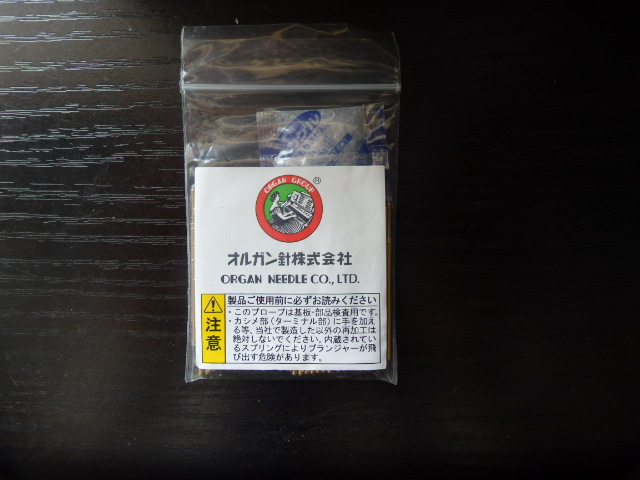 ORGAN GROUP
®
オルガン針株式会社
ORGAN NEEDLE CO., LTD.
注意
製品ご使用前に必ずお読みください
・このプローブは基板・部品検査用です。
・カシメ部(ターミナル部)に手を加え
る等、当社で製造した以外の再加工は
絶対しないでください。内蔵されてい
るスプリングによりプランジャーが飛
び出す危険があります。